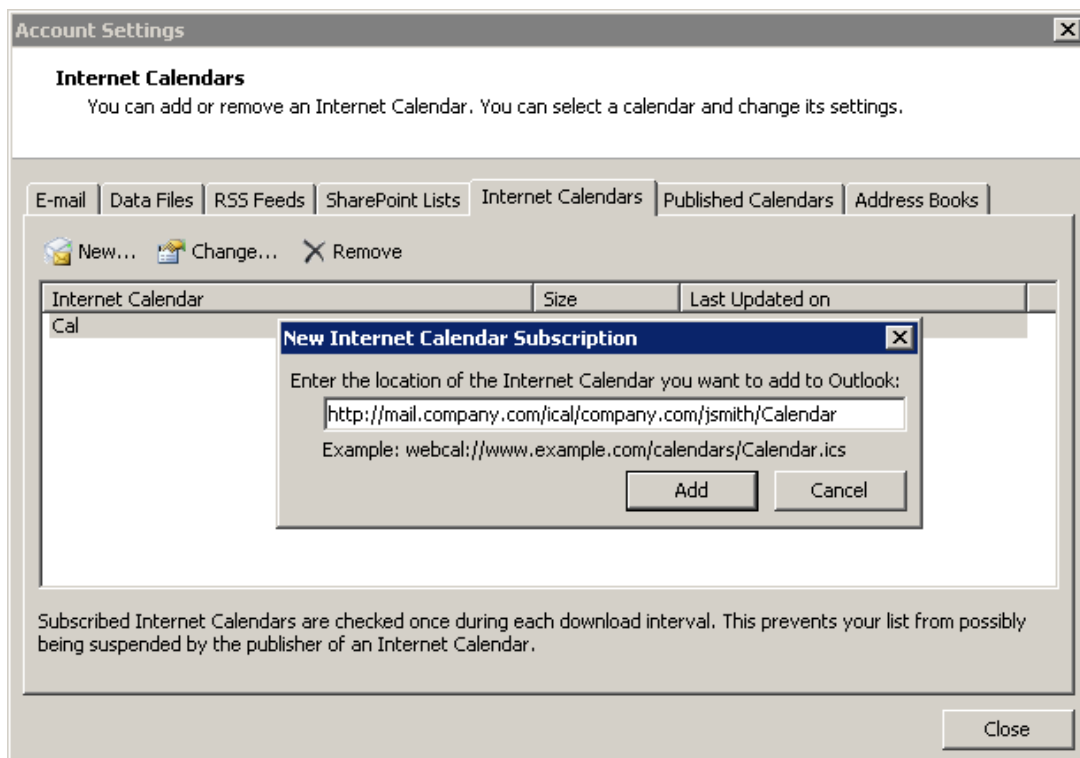 Account Settings
Internet Calendars
You can add or remove an Internet Calendar. You can select a calendar and change its settings.
E-mail Data Files RSS Feeds SharePoint Lists Internet Calendars Published Calendars Address Books
New... Change... Remove
Internet Calendar Size Last Updated on
Cal
New Internet Calendar Subscription
Enter the location of the Internet Calendar you want to add to Outlook:
http://mail.company.com/ical/company.com/jsmith/Calendar
Example: webcal://www.example.com/calendars/Calendar.ics
Add Cancel
Subscribed Internet Calendars are checked once during each download interval. This prevents your list from possibly
being suspended by the publisher of an Internet Calendar.
Close